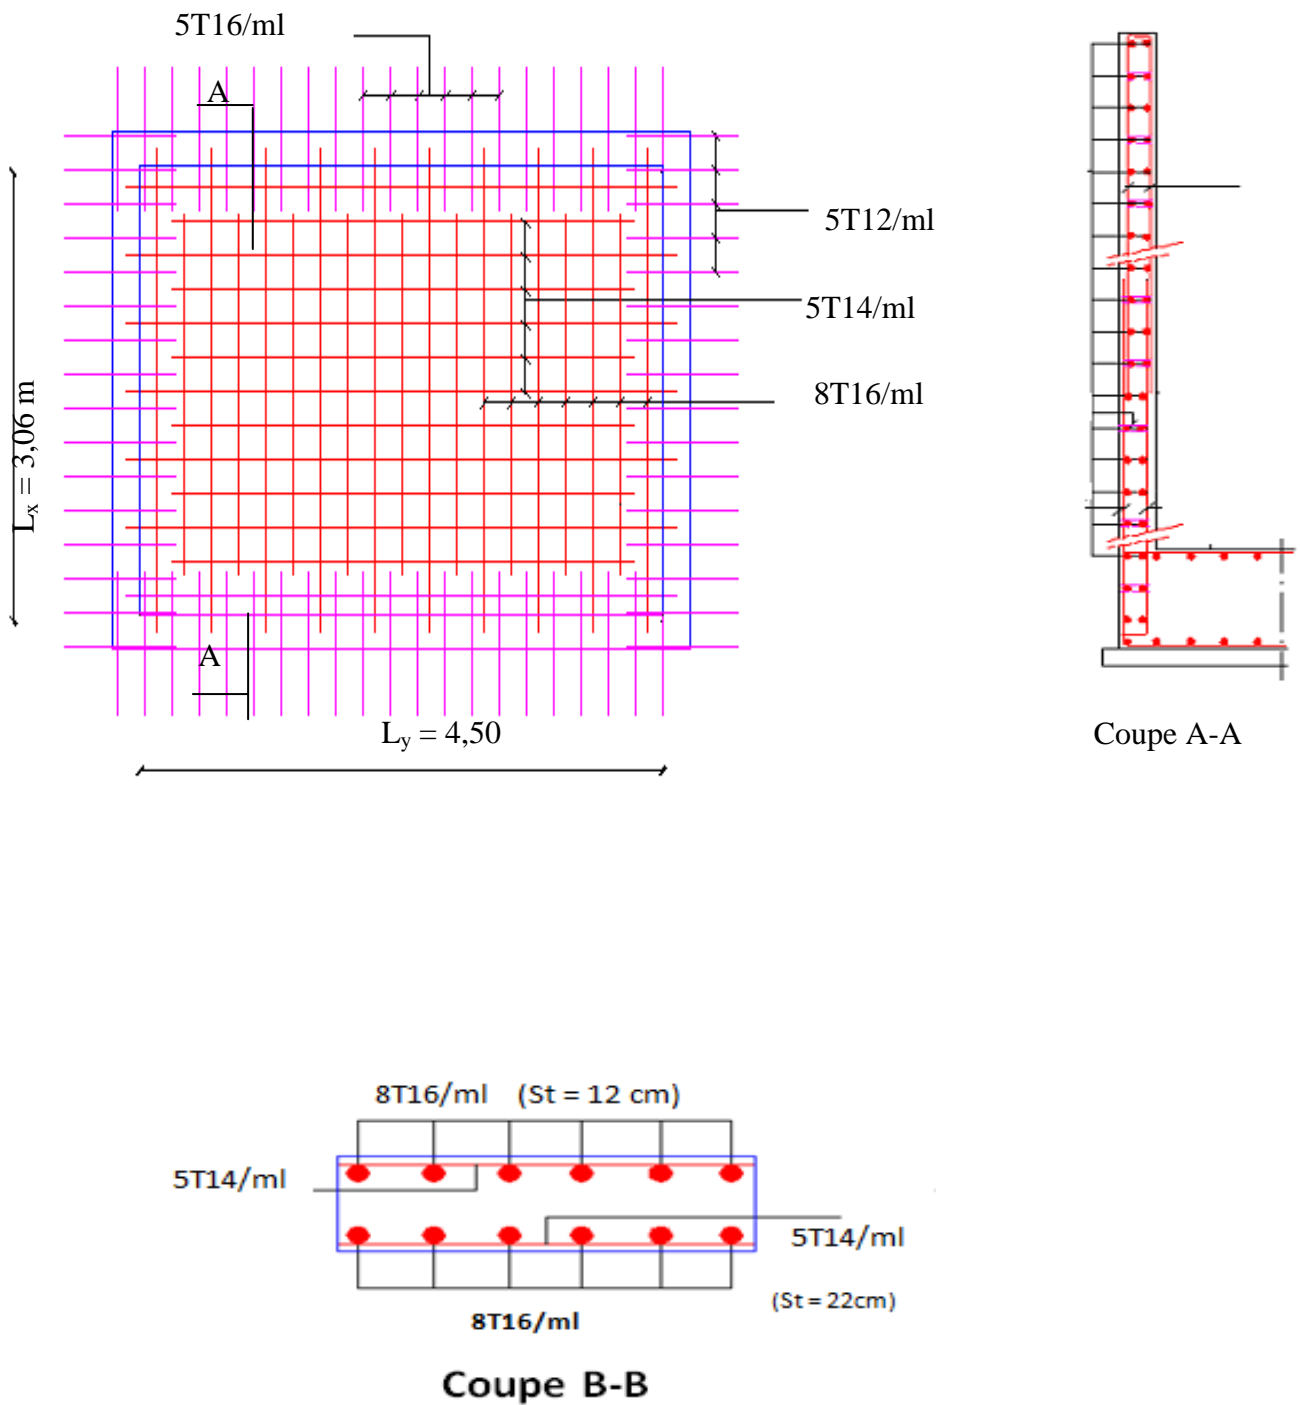 5T16/ml
A
5T12/ml
5T14/ml
8T16/ml
Lx = 3,06 m
A
Ly = 4,50
Coupe A-A
8T16/ml (St = 12 cm)
5T14/ml
5T14/ml
(St = 22cm)
8T16/ml
Coupe B-B